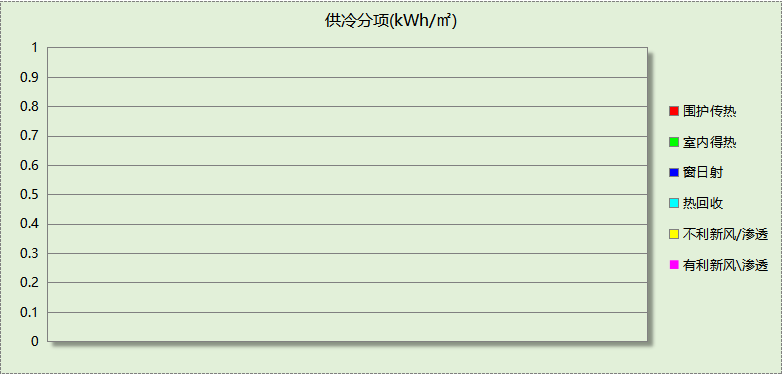 供冷分项(kWh/㎡)
1
0.9
0.8
0.7
0.6
0.5
0.4
0.3
0.2
0.1
0
围护传热
室内得热
窗日射
热回收
不利新风/渗透
有利新风\渗透